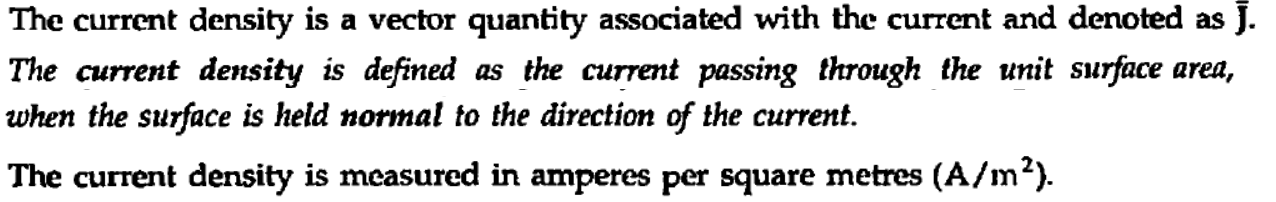 The current density is a vector quantity associated with the current and denoted as J̄.
The current density is defined as the current passing through the unit surface area,
when the surface is held normal to the direction of the current.
The current density is measured in amperes per square metres (A/m²).